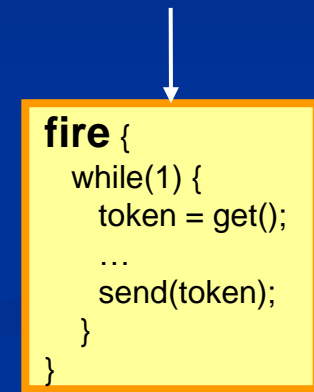 fire {
while(1) {
token = get();
…
send(token);
}
}